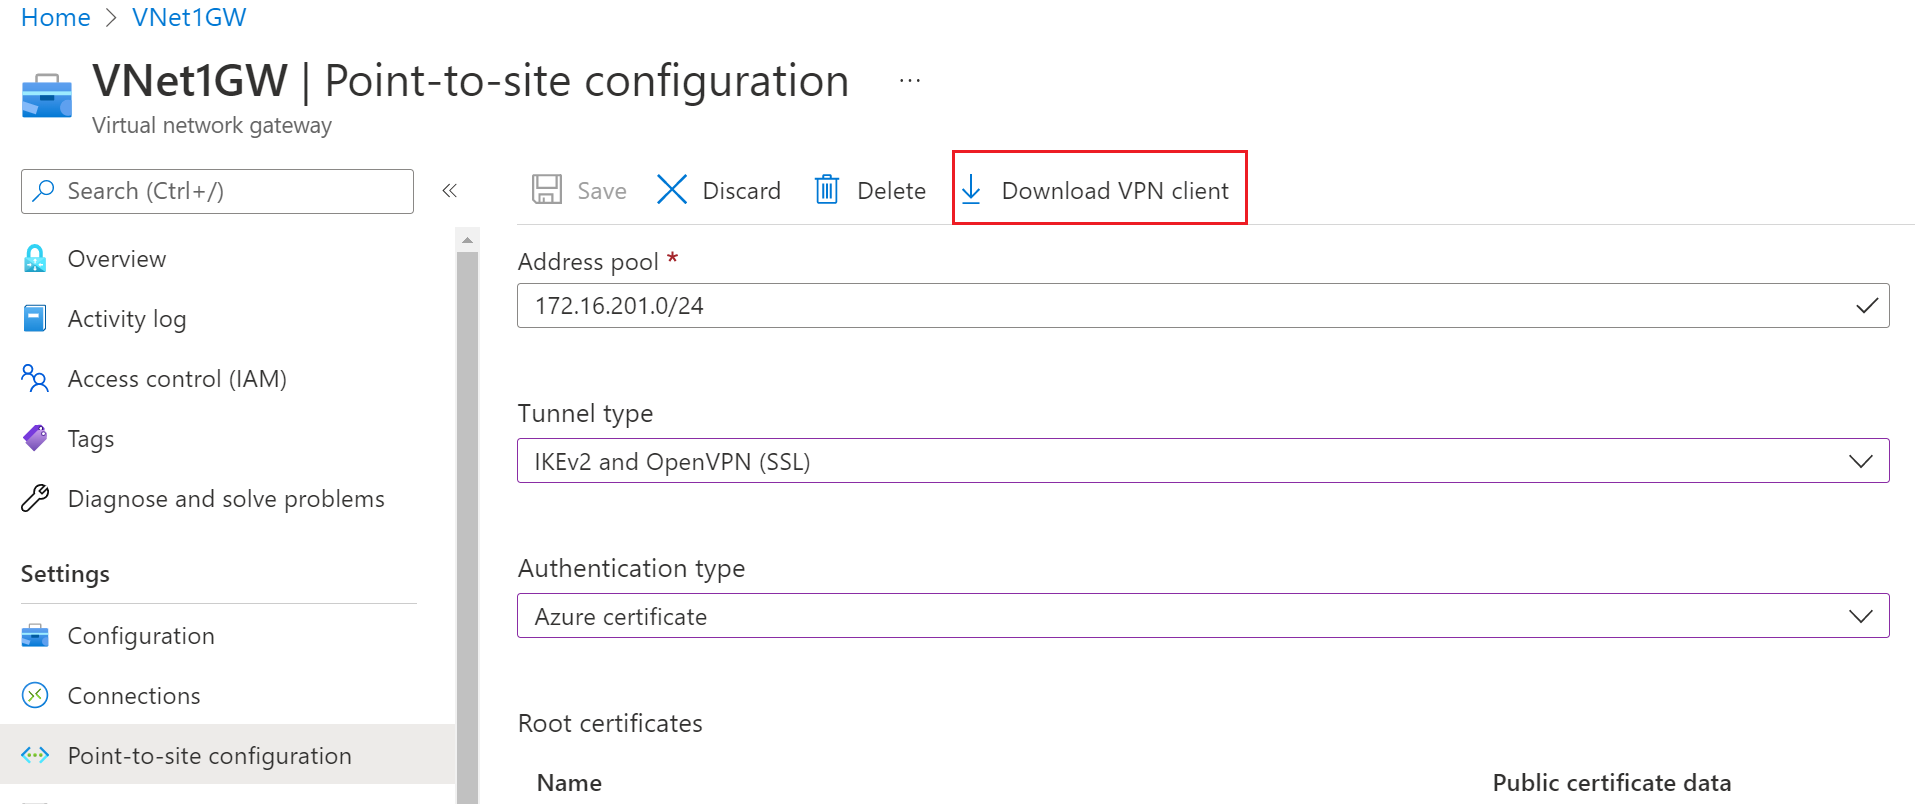 Home > VNet1GW
VNet1GW | Point-to-site configuration ...
Virtual network gateway
Search (Ctrl+/)
«
Save
Discard
Delete
Download VPN client
Overview
Activity log
Access control (IAM)
Tags
Diagnose and solve problems
Settings
Configuration
Connections
Point-to-site configuration
Address pool *
172.16.201.0/24
Tunnel type
IKEv2 and OpenVPN (SSL)
Authentication type
Azure certificate
Root certificates
Name
Public certificate data